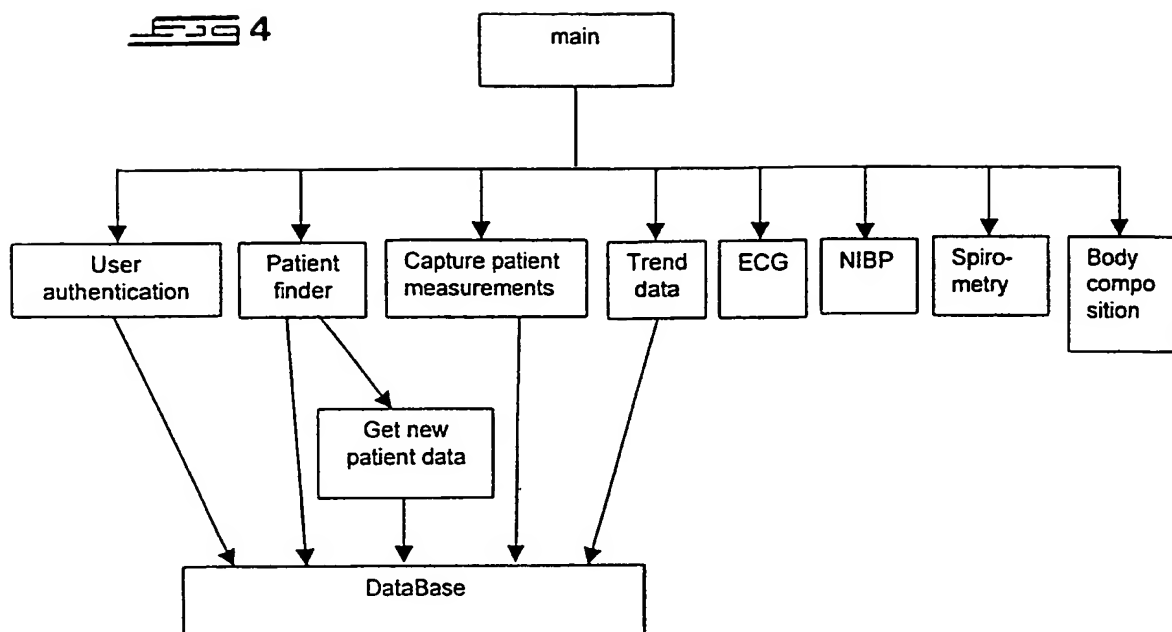 FIG 4
main
User
authentication
Patient
finder
Capture patient
measurements
Trend
data
ECG
NIBP
Spiro-
metry
Body
compo
sition
Get new
patient data
DataBase